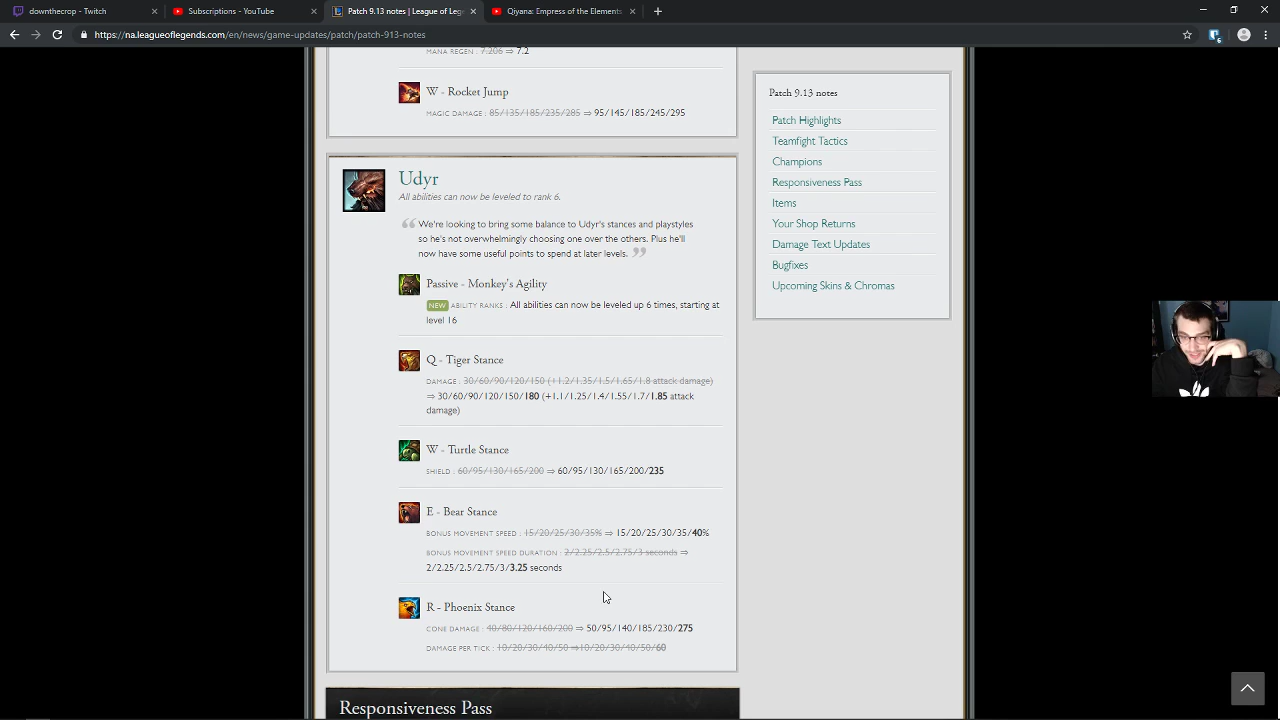 downthecrop - Twitch
Subscriptions - YouTube
Patch 9.13 notes | League of Lege
Qiyana: Empress of the Elements
https://na.leagueoflegends.com/en/news/game-updates/patch/patch-913-notes
MANA REGEN : 7.206 ⇒ 7.2
W - Rocket Jump
MAGIC DAMAGE : 85/135/185/235/285 ⇒ 95/145/185/245/295
Udyr
All abilities can now be leveled to rank 6.
“ We're looking to bring some balance to Udyr's stances and playstyles
so he's not overwhelmingly choosing one over the others. Plus he'll
now have some useful points to spend at later levels. ”
Passive - Monkey's Agility
NEW ABILITY RANKS : All abilities can now be leveled up 6 times, starting at
level 16
Q - Tiger Stance
DAMAGE : 30/60/90/120/150 (+1.2/1.35/1.5/1.65/1.8 attack damage)
⇒ 30/60/90/120/150/180 (+1.1/1.25/1.4/1.55/1.7/1.85 attack
damage)
W - Turtle Stance
SHIELD : 60/95/130/165/200 ⇒ 60/95/130/165/200/235
E - Bear Stance
BONUS MOVEMENT SPEED : 15/20/25/30/35% ⇒ 15/20/25/30/35/40%
BONUS MOVEMENT SPEED DURATION : 2/2.25/2.5/2.75/3 seconds ⇒
2/2.25/2.5/2.75/3/3.25 seconds
R - Phoenix Stance
CONE DAMAGE : 40/80/120/160/200 ⇒ 50/95/140/185/230/275
DAMAGE PER TICK : 10/20/30/40/50 ⇒10/20/30/40/50/60
Responsiveness Pass
Patch 9.13 notes
Patch Highlights
Teamfight Tactics
Champions
Responsiveness Pass
Items
Your Shop Returns
Damage Text Updates
Bugfixes
Upcoming Skins & Chromas